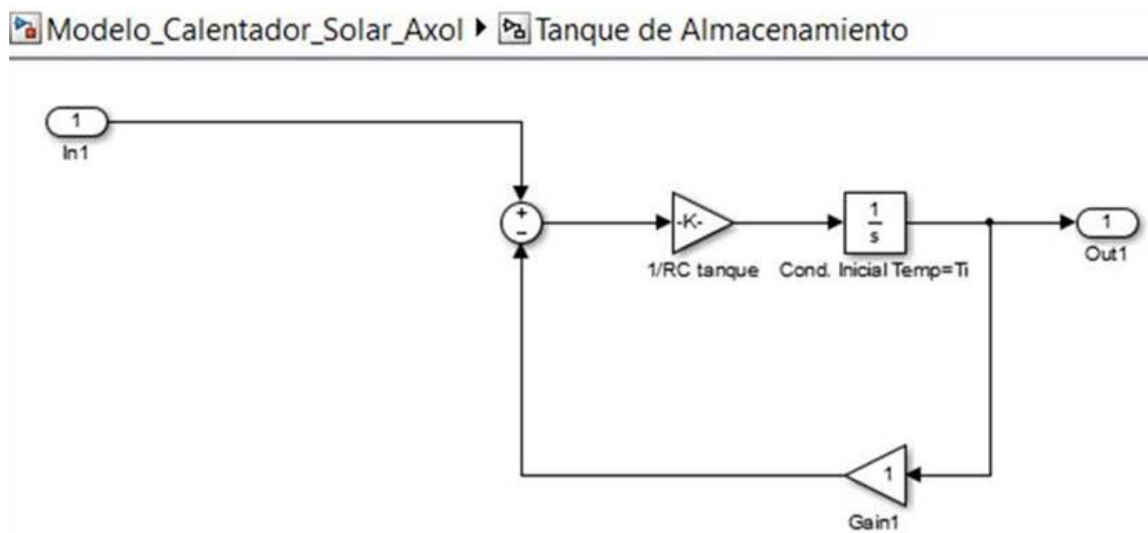 Modelo_Calentador_Solar_Axol ▶ Tanque de Almacenamiento
1
In1
+
−
-K-
1/RC tanque
1
s
Cond. Inicial Temp=Ti
1
Out1
1
Gain1